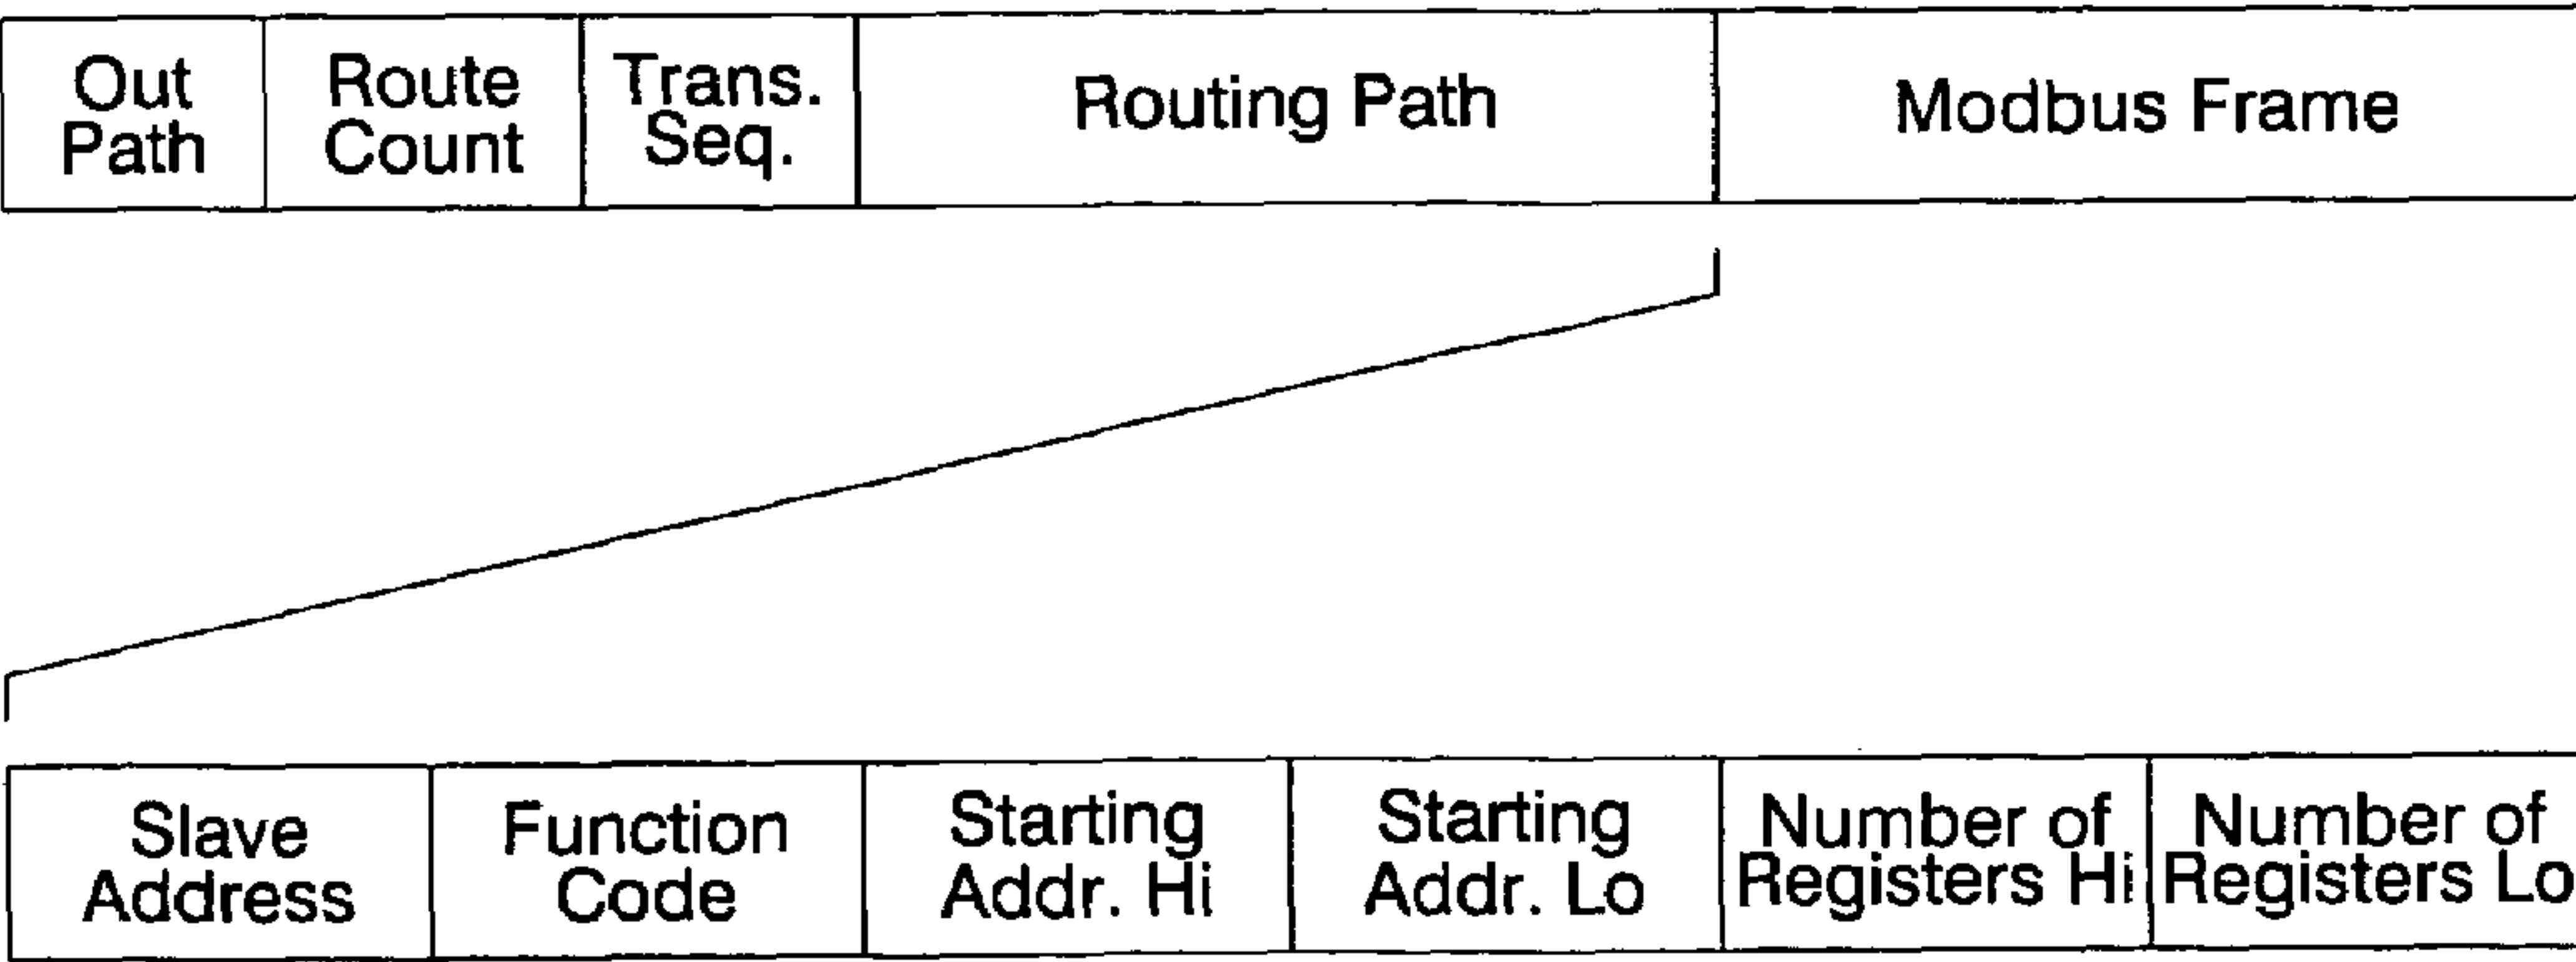 Out
Path
Route
Count
Trans.
Seq.
Routing Path
Modbus Frame
Slave
Address
Function
Code
Starting
Addr. Hi
Starting
Addr. Lo
Number of
Registers Hi
Number of
Registers Lo